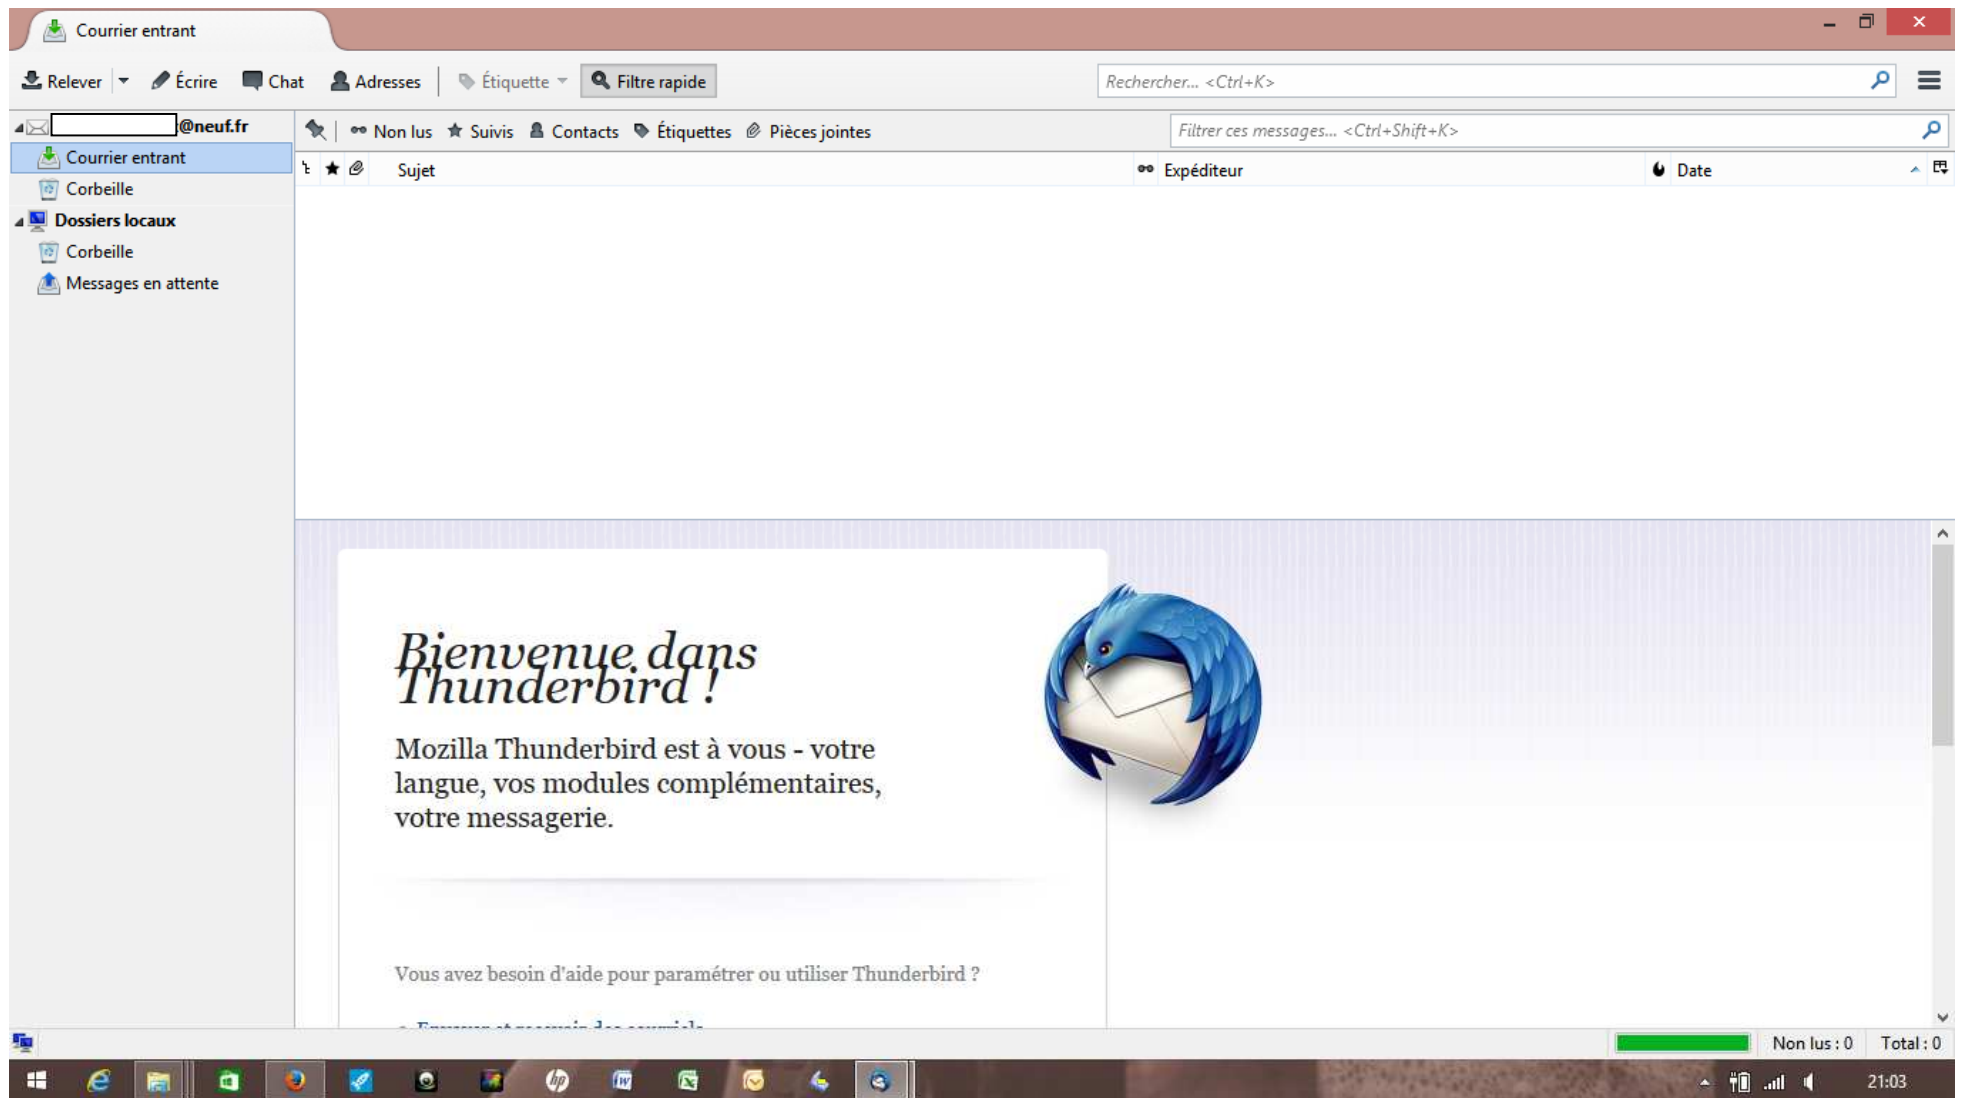 Courrier entrant
Relever Écrire Chat Adresses Étiquette Filtre rapide Rechercher... <Ctrl+K>
@neuf.fr
Non lus Suivis Contacts Étiquettes Pièces jointes Filtrer ces messages... <Ctrl+Shift+K>
Courrier entrant
Sujet Expéditeur Date
Corbeille
Dossiers locaux
Corbeille
Messages en attente
Bienvenue dans
Thunderbird !
Mozilla Thunderbird est à vous - votre
langue, vos modules complémentaires,
votre messagerie.
Vous avez besoin d'aide pour paramétrer ou utiliser Thunderbird ?
Non lus : 0 Total : 0
21:03